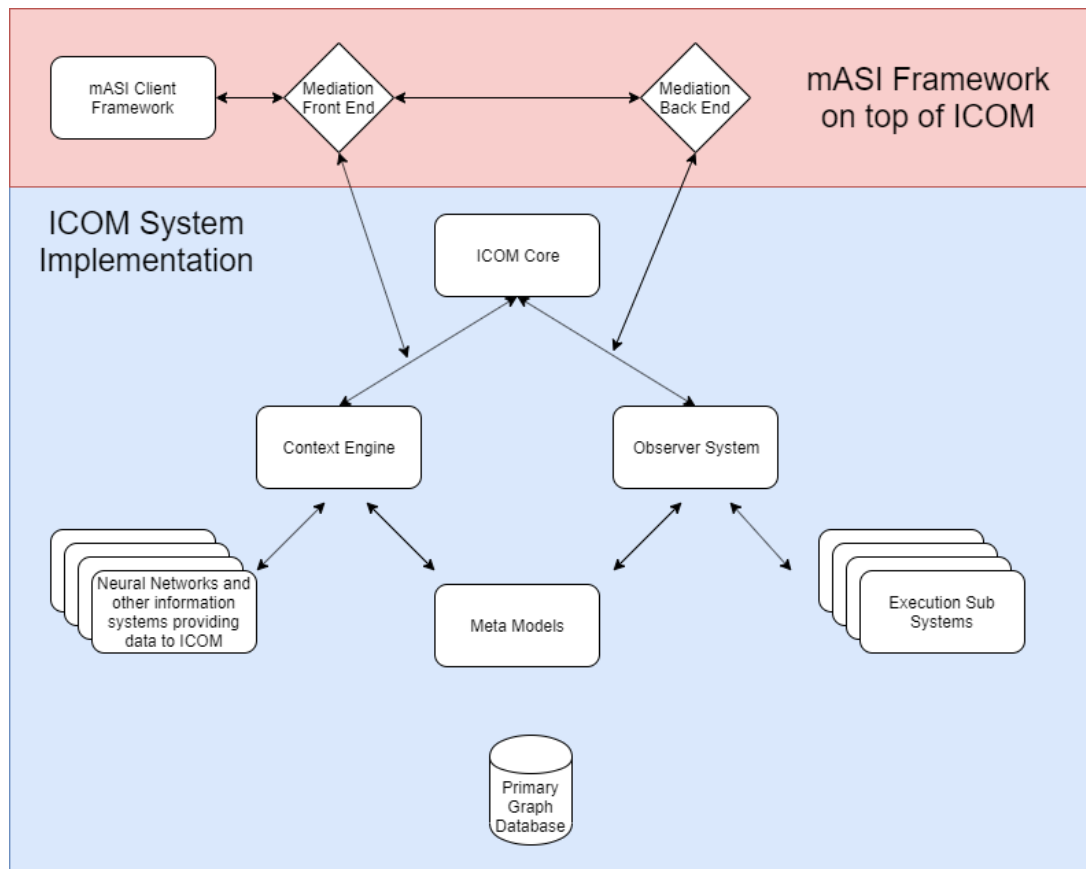 mASI Client
Framework
Mediation
Front End
Mediation
Back End
mASI Framework
on top of ICOM
ICOM System
Implementation
ICOM Core
Context Engine
Observer System
Neural Networks and
other information
systems providing
data to ICOM
Meta Models
Execution Sub
Systems
Primary
Graph
Database